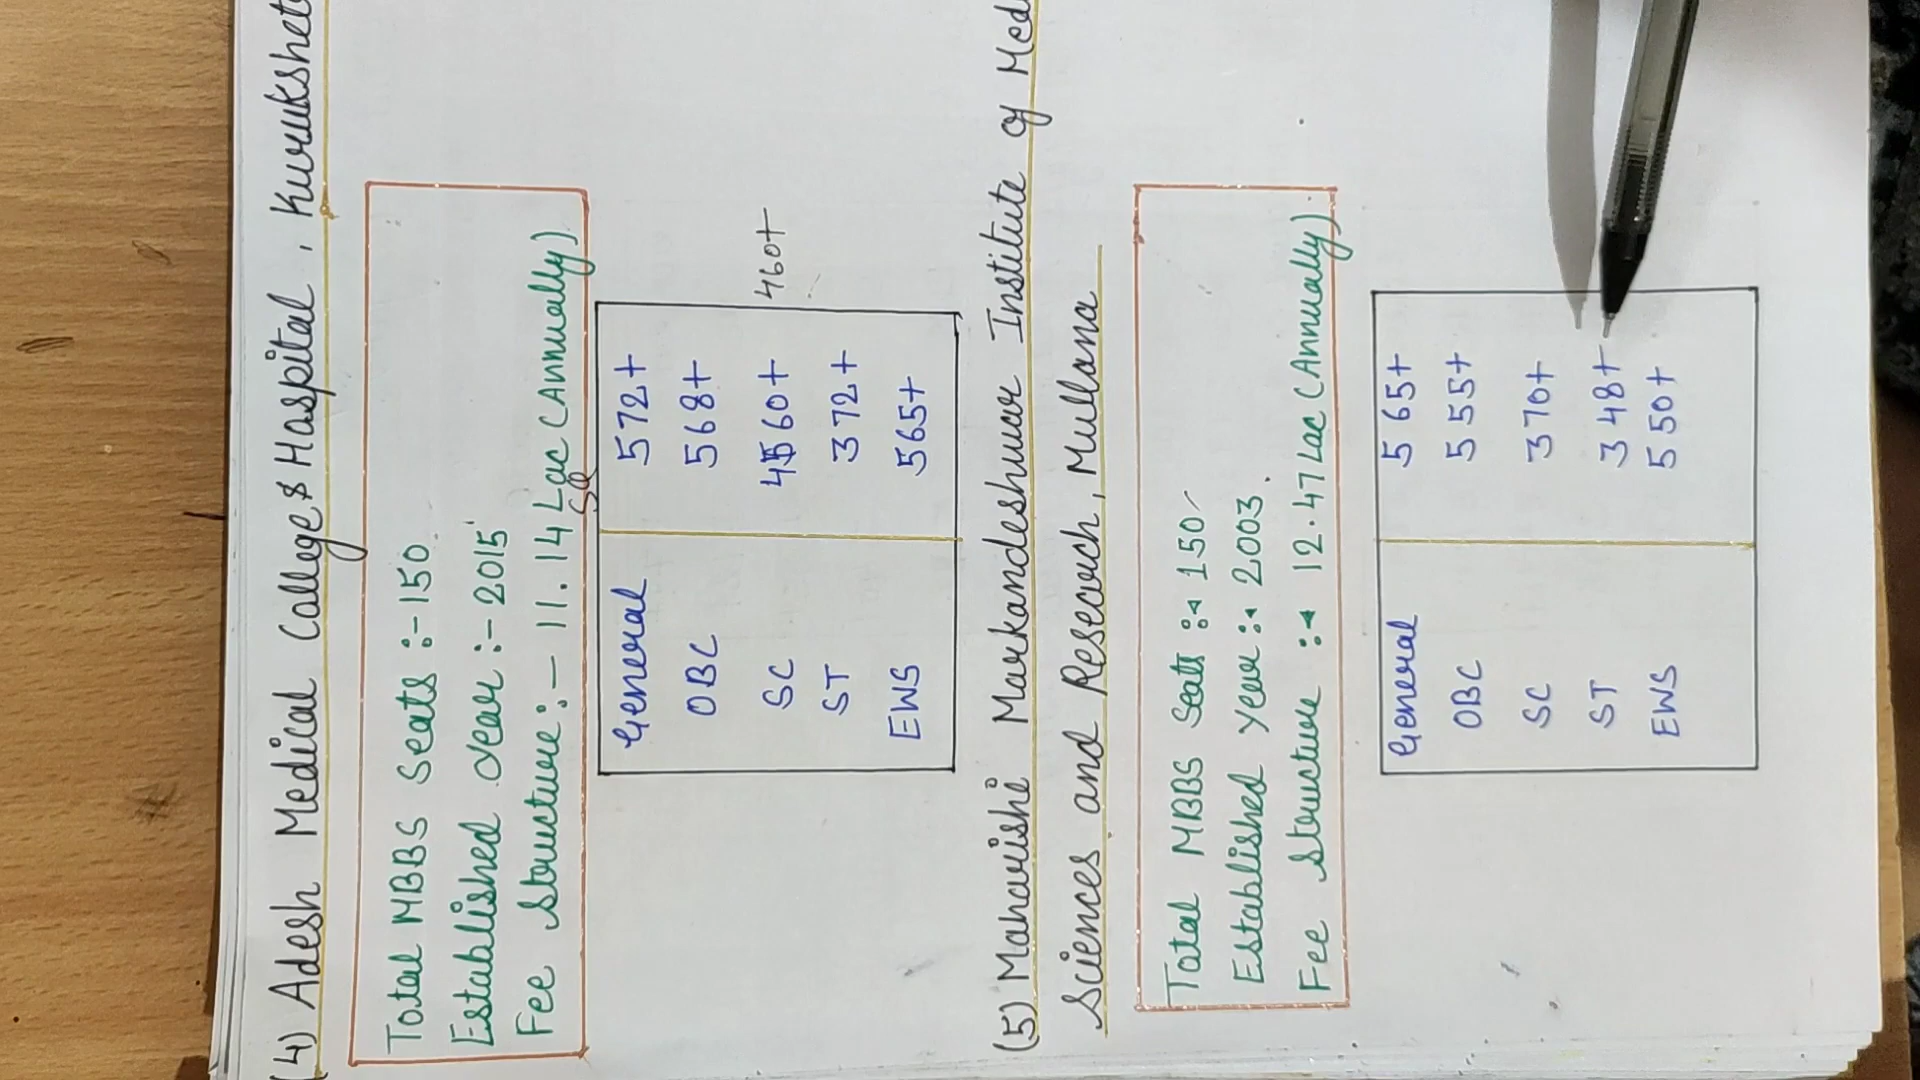 (4) Adesh Medical College & Hospital, Kurukshet
Total MBBS Seats :- 150
Established Year :- 2015
Fee Structure :- 11.14 Lac (Annually)
General 572+
OBC 568+
SC 460+ 460+
ST 372+
EWS 565+
(5) Maharishi Markandeshwar Institute of Med
Sciences and Research, Mullana
Total MBBS Seats :- 150
Established Year :- 2003.
Fee Structure :- 12.47 Lac (Annually)
General 565+
OBC 555+
SC 370+
ST 348+
EWS 550+